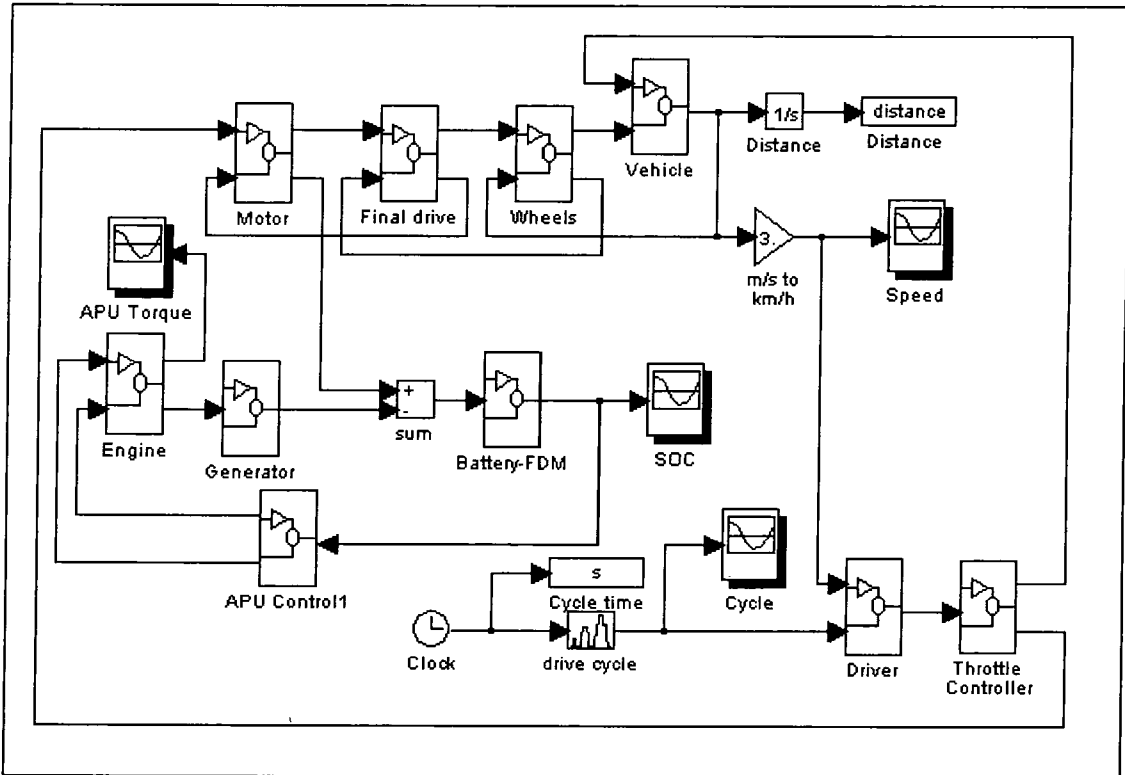 1/s
distance
Distance
Distance
Vehicle
Motor
Final drive
Wheels
3.
m/s to
km/h
Speed
APU Torque
Engine
Generator
+
-
sum
Battery-FDM
SOC
APU Control1
s
Cycle time
Clock
drive cycle
Cycle
Driver
Throttle
Controller